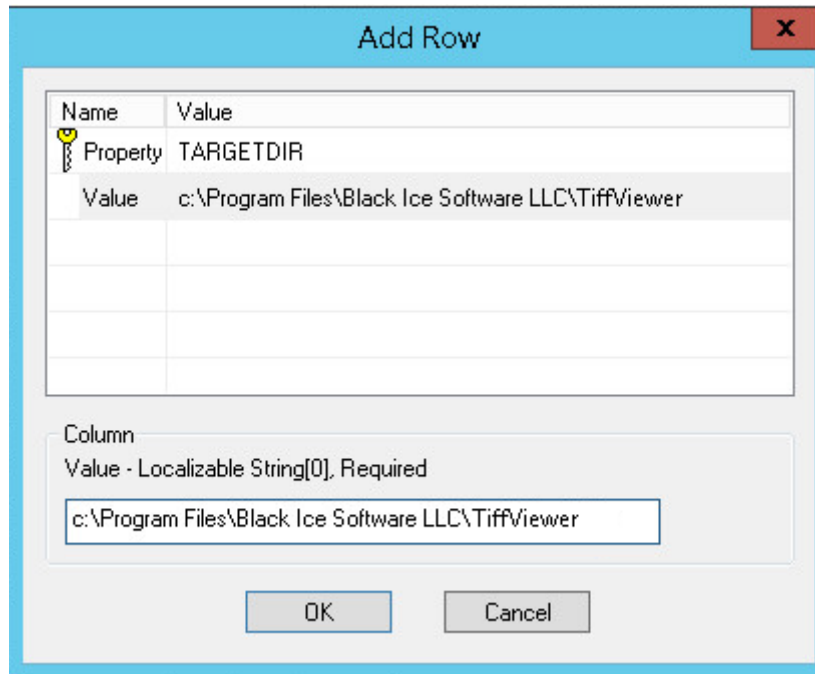 Add Row
x
Name Value
Property TARGETDIR
Value c:\Program Files\Black Ice Software LLC\TiffViewer
Column
Value - Localizable String[0], Required
c:\Program Files\Black Ice Software LLC\TiffViewer
OK Cancel